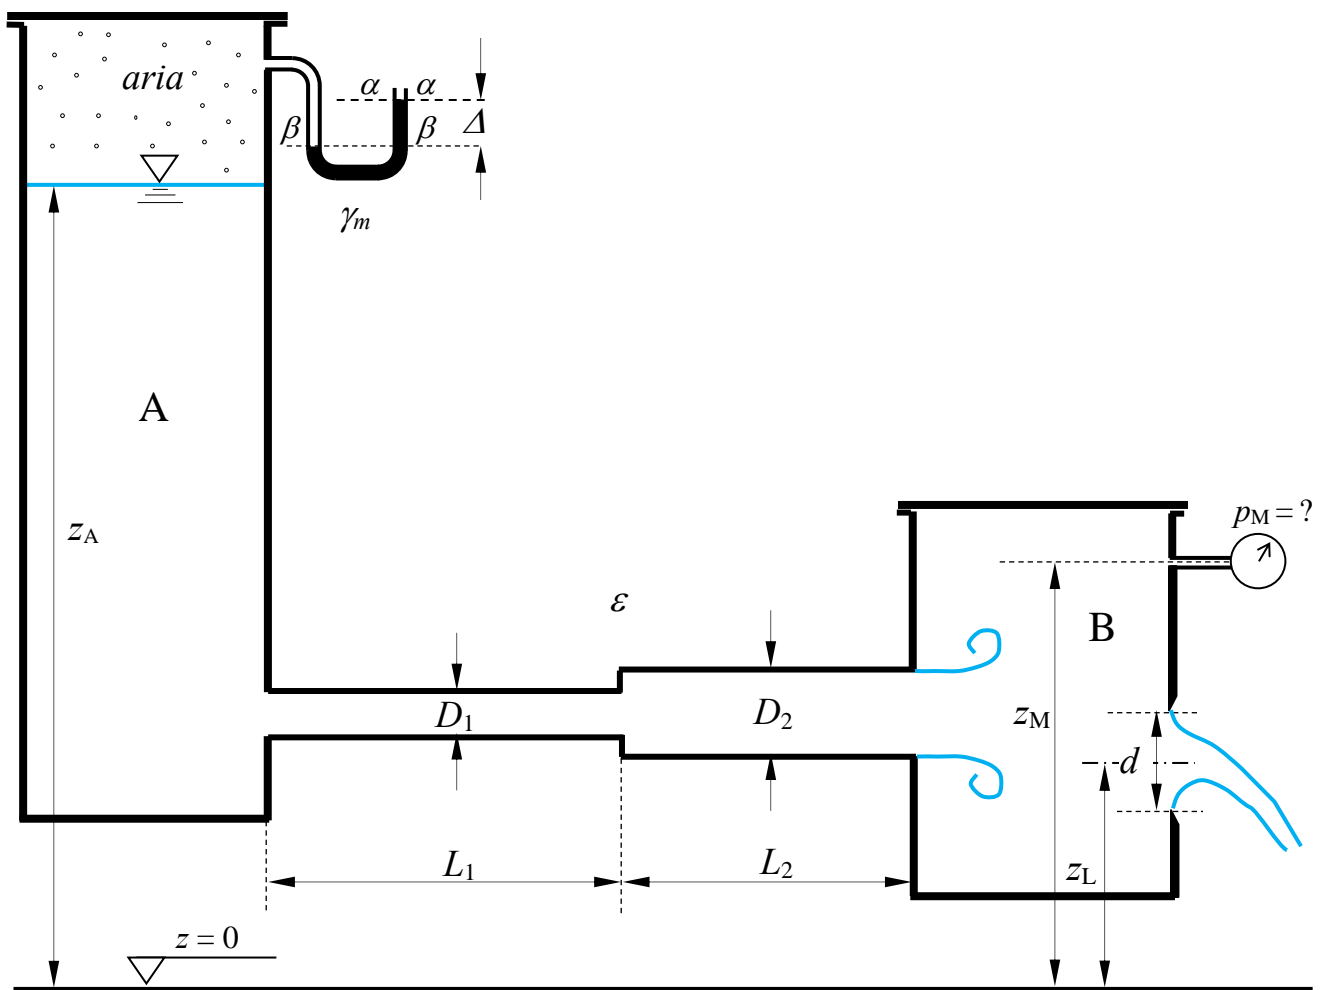 aria
α α
β β
Δ
γm
A
zA
pM = ?
ε
B
D1
D2
zM
d
L1
L2
zL
z = 0